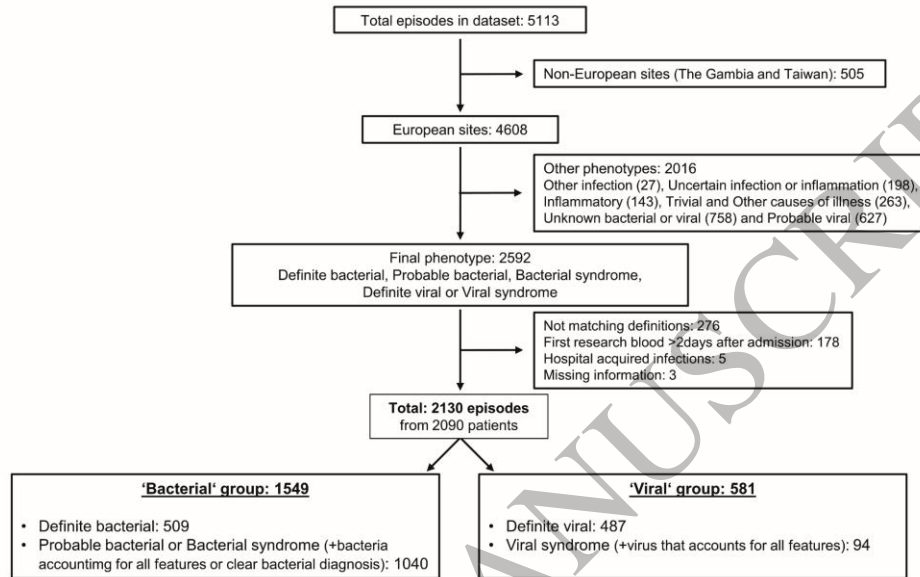 Total episodes in dataset: 5113
Non-European sites (The Gambia and Taiwan): 505
European sites: 4608
Other phenotypes: 2016
Other infection (27), Uncertain infection or inflammation (198),
Inflammatory (143), Trivial and Other causes of illness (263),
Unknown bacterial or viral (758) and Probable viral (627)
Final phenotype: 2592
Definite bacterial, Probable bacterial, Bacterial syndrome,
Definite viral or Viral syndrome
Not matching definitions: 276
First research blood >2days after admission: 178
Hospital acquired infections: 5
Missing information: 3
Total: 2130 episodes
from 2090 patients
'Bacterial' group: 1549
• Definite bacterial: 509
• Probable bacterial or Bacterial syndrome (+bacteria
accountimg for all features or clear bacterial diagnosis): 1040
'Viral' group: 581
• Definite viral: 487
• Viral syndrome (+virus that accounts for all features): 94
ANUSCRI